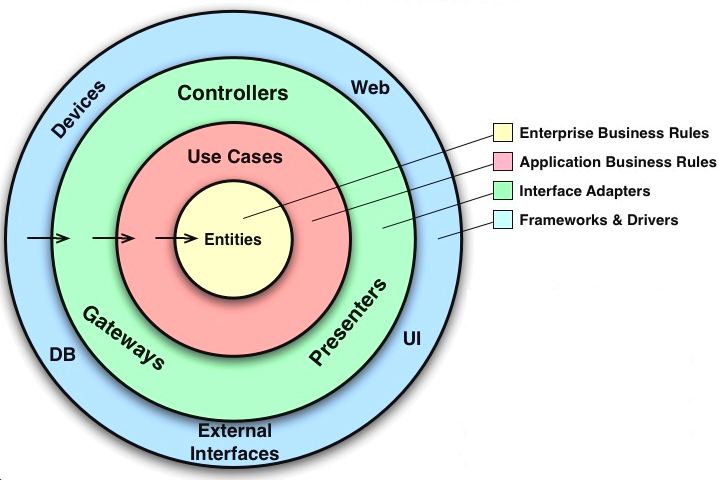 Devices
Web
Controllers
Use Cases
Entities
Gateways
Presenters
DB
UI
External
Interfaces
Enterprise Business Rules
Application Business Rules
Interface Adapters
Frameworks & Drivers